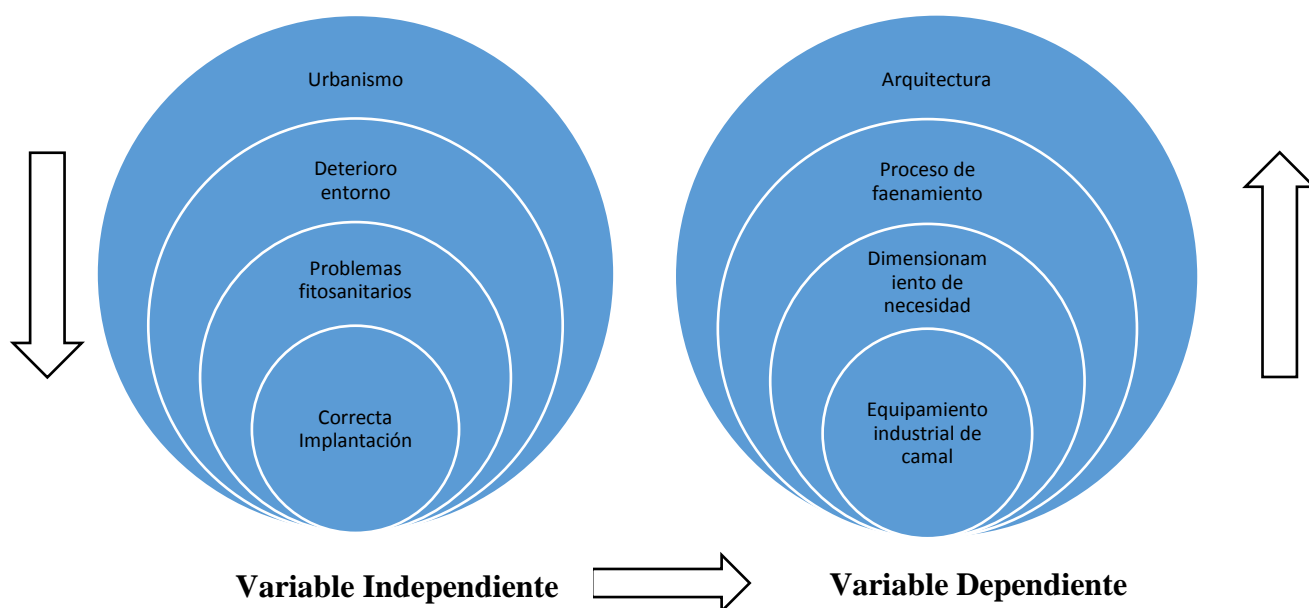 Urbanismo
Deterioro
entorno
Problemas
fitosanitarios
Correcta
Implantación
Arquitectura
Proceso de
faenamiento
Dimensionam
iento de
necesidad
Equipamiento
industrial de
camal
Variable Independiente
Variable Dependiente